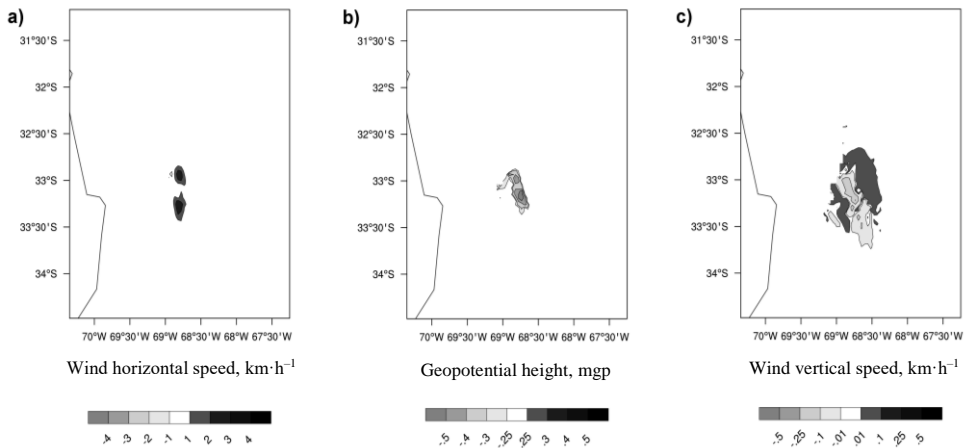 a)
31°30'S
32°S
32°30'S
33°S
33°30'S
34°S
70°W 69°30'W 68°W 68°30'W 67°30'W
Wind horizontal speed, km·h⁻¹
-4 -3 -2 -1 1 2 3 4
b)
31°30'S
32°S
32°30'S
33°S
33°30'S
34°S
70°W 69°30'W 68°W 68°30'W 67°30'W
Geopotential height, mgp
-.5 -.4 -.3 -.25 .25 .3 .4 .5
c)
31°30'S
32°S
32°30'S
33°S
33°30'S
34°S
70°W 69°30'W 68°W 68°30'W 67°30'W
Wind vertical speed, km·h⁻¹
-.5 -.25 -.1 -.01 .01 .1 .25 .5